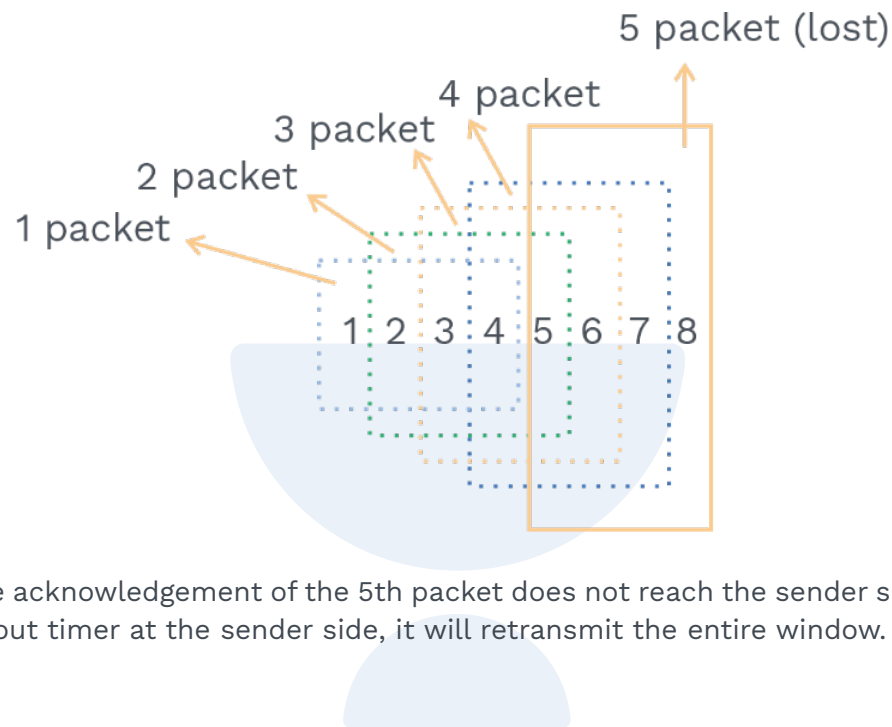 5 packet (lost)
4 packet
3 packet
2 packet
1 packet
1 2 3 4 5 6 7 8
acknowledgement of the 5th packet does not reach the sender
timer at the sender side, it will retransmit the entire window.